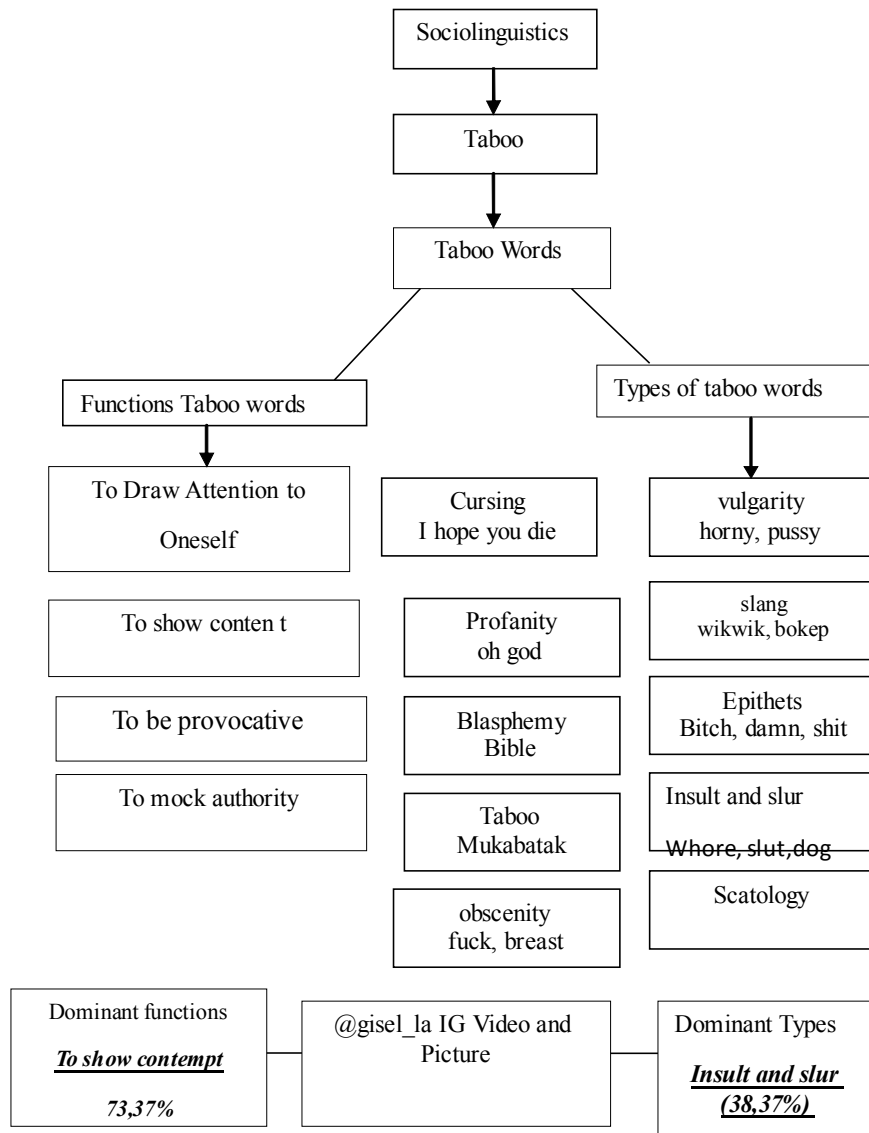 Sociolinguistics
Taboo
Taboo Words
Functions Taboo words
Types of taboo words
To Draw Attention to
Oneself
To show conten t
To be provocative
To mock authority
Cursing
I hope you die
Profanity
oh god
Blasphemy
Bible
Taboo
Mukabatak
obscenity
fuck, breast
vulgarity
horny, pussy
slang
wikwik, bokep
Epithets
Bitch, damn, shit
Insult and slur
Whore, slut,dog
Scatology
Dominant functions
To show contempt
73,37%
@gisel_la IG Video and
Picture
Dominant Types
Insult and slur
(38,37%)